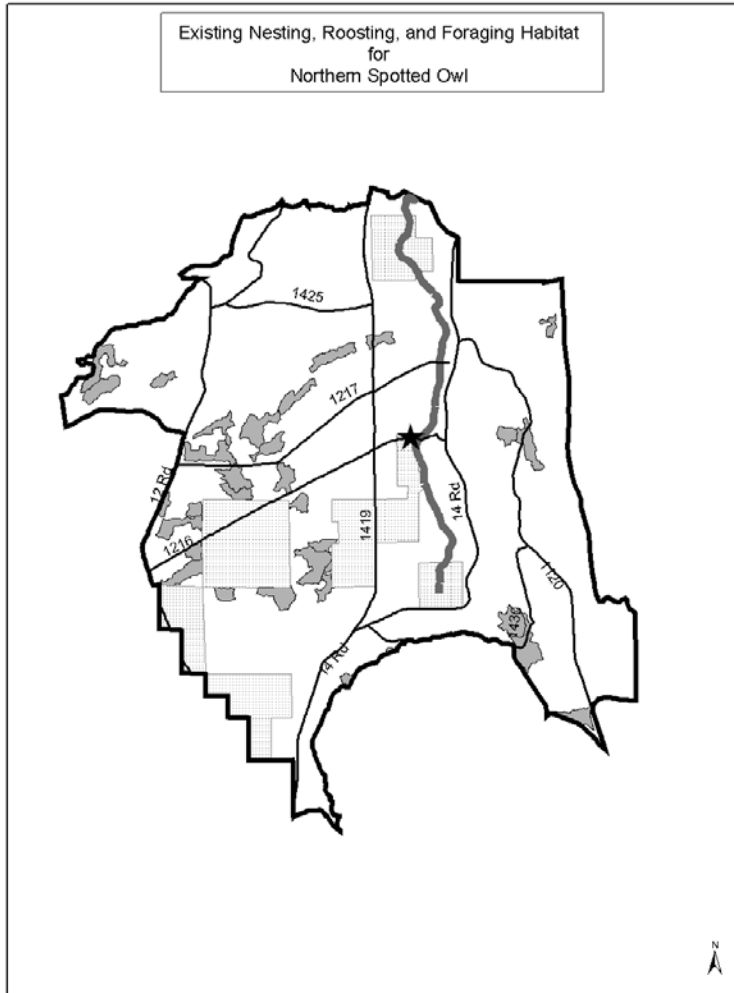 Existing Nesting, Roosting, and Foraging Habitat
for
Northern Spotted Owl
1425
1217
12 Rd
1216
1419
14 Rd
1120
1436
14 Rd
N